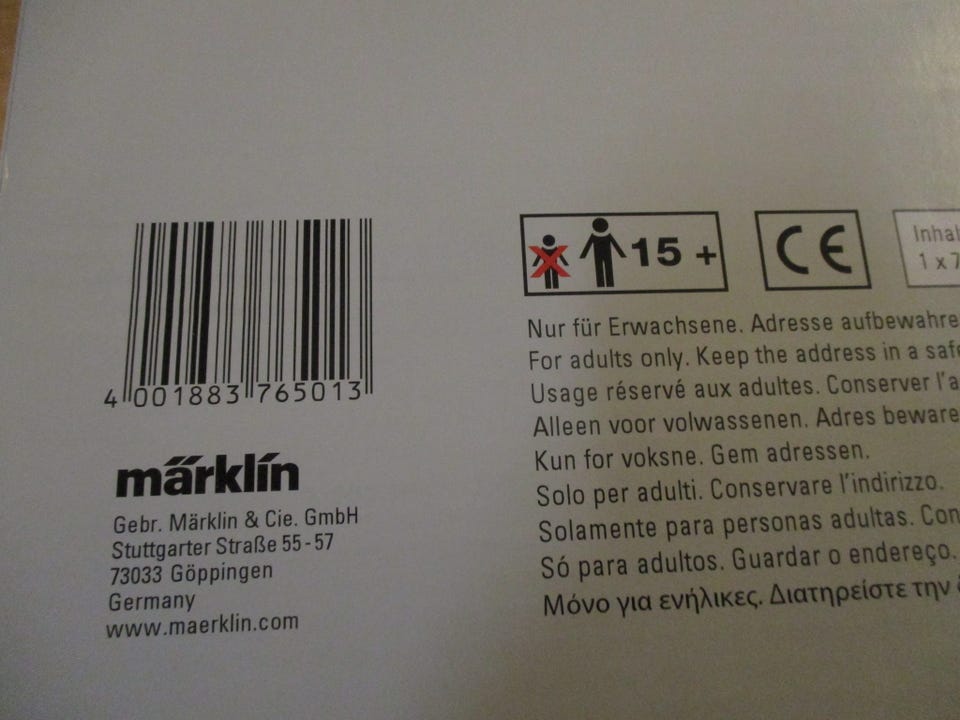 4 001883 765013
märklin
Gebr. Märklin & Cie. GmbH
Stuttgarter Straße 55-57
73033 Göppingen
Germany
www.maerklin.com
15 +
CE
Inhal
1 x 7
Nur für Erwachsene. Adresse aufbewahre
For adults only. Keep the address in a safe
Usage réservé aux adultes. Conserver l'a
Alleen voor volwassenen. Adres beware
Kun for voksne. Gem adressen.
Solo per adulti. Conservare l'indirizzo.
Solamente para personas adultas. Con
Só para adultos. Guardar o endereço.
Μόνο για ενήλικες. Διατηρείστε την